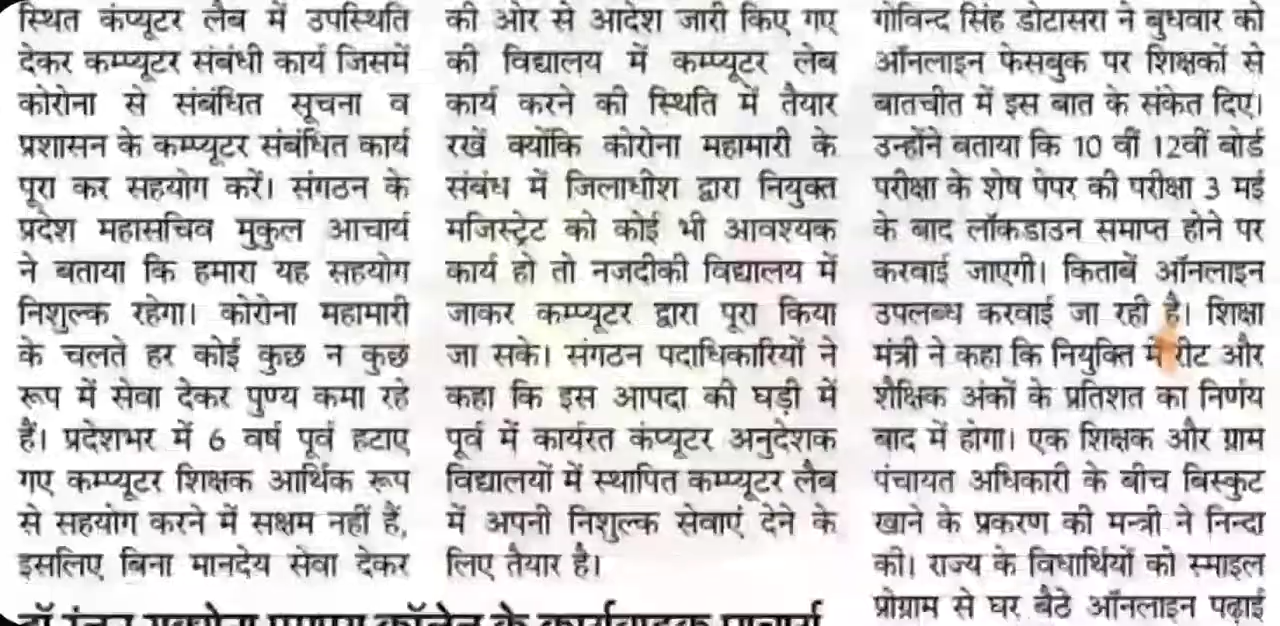 स्थित कंप्यूटर लैब में उपस्थिति
देकर कम्प्यूटर संबंधी कार्य जिसमें
कोरोना से संबंधित सूचना व
प्रशासन के कम्प्यूटर संबंधित कार्य
पूरा कर सहयोग करें। संगठन के
प्रदेश महासचिव मुकुल आचार्य
ने बताया कि हमारा यह सहयोग
निशुल्क रहेगा। कोरोना महामारी
के चलते हर कोई कुछ न कुछ
रूप में सेवा देकर पुण्य कमा रहे
हैं। प्रदेशभर में 6 वर्ष पूर्व हटाए
गए कम्प्यूटर शिक्षक आर्थिक रूप
से सहयोग करने में सक्षम नहीं हैं,
इसलिए बिना मानदेय सेवा देकर
की ओर से आदेश जारी किए गए
की विद्यालय में कम्प्यूटर लेब
कार्य करने की स्थिति में तैयार
रखें क्योंकि कोरोना महामारी के
संबंध में जिलाधीश द्वारा नियुक्त
मजिस्ट्रेट को कोई भी आवश्यक
कार्य हो तो नजदीकी विद्यालय में
जाकर कम्प्यूटर द्वारा पूरा किया
जा सके। संगठन पदाधिकारियों ने
कहा कि इस आपदा की घड़ी में
पूर्व में कार्यरत कंप्यूटर अनुदेशक
विद्यालयों में स्थापित कम्प्यूटर लैब
में अपनी निशुल्क सेवाएं देने के
लिए तैयार है।
गोविन्द सिंह डोटासरा ने बुधवार को
ऑनलाइन फेसबुक पर शिक्षकों से
बातचीत में इस बात के संकेत दिए।
उन्होंने बताया कि 10 वीं 12वीं बोर्ड
परीक्षा के शेष पेपर की परीक्षा 3 मई
के बाद लॉकडाउन समाप्त होने पर
करवाई जाएगी। किताबें ऑनलाइन
उपलब्ध करवाई जा रही है। शिक्षा
मंत्री ने कहा कि नियुक्ति में रीट और
शैक्षिक अंकों के प्रतिशत का निर्णय
बाद में होगा। एक शिक्षक और ग्राम
पंचायत अधिकारी के बीच बिस्कुट
खाने के प्रकरण की मन्त्री ने निन्दा
की। राज्य के विधार्थियों को स्माइल
प्रोग्राम से घर बैठे ऑनलाइन पढ़ाई